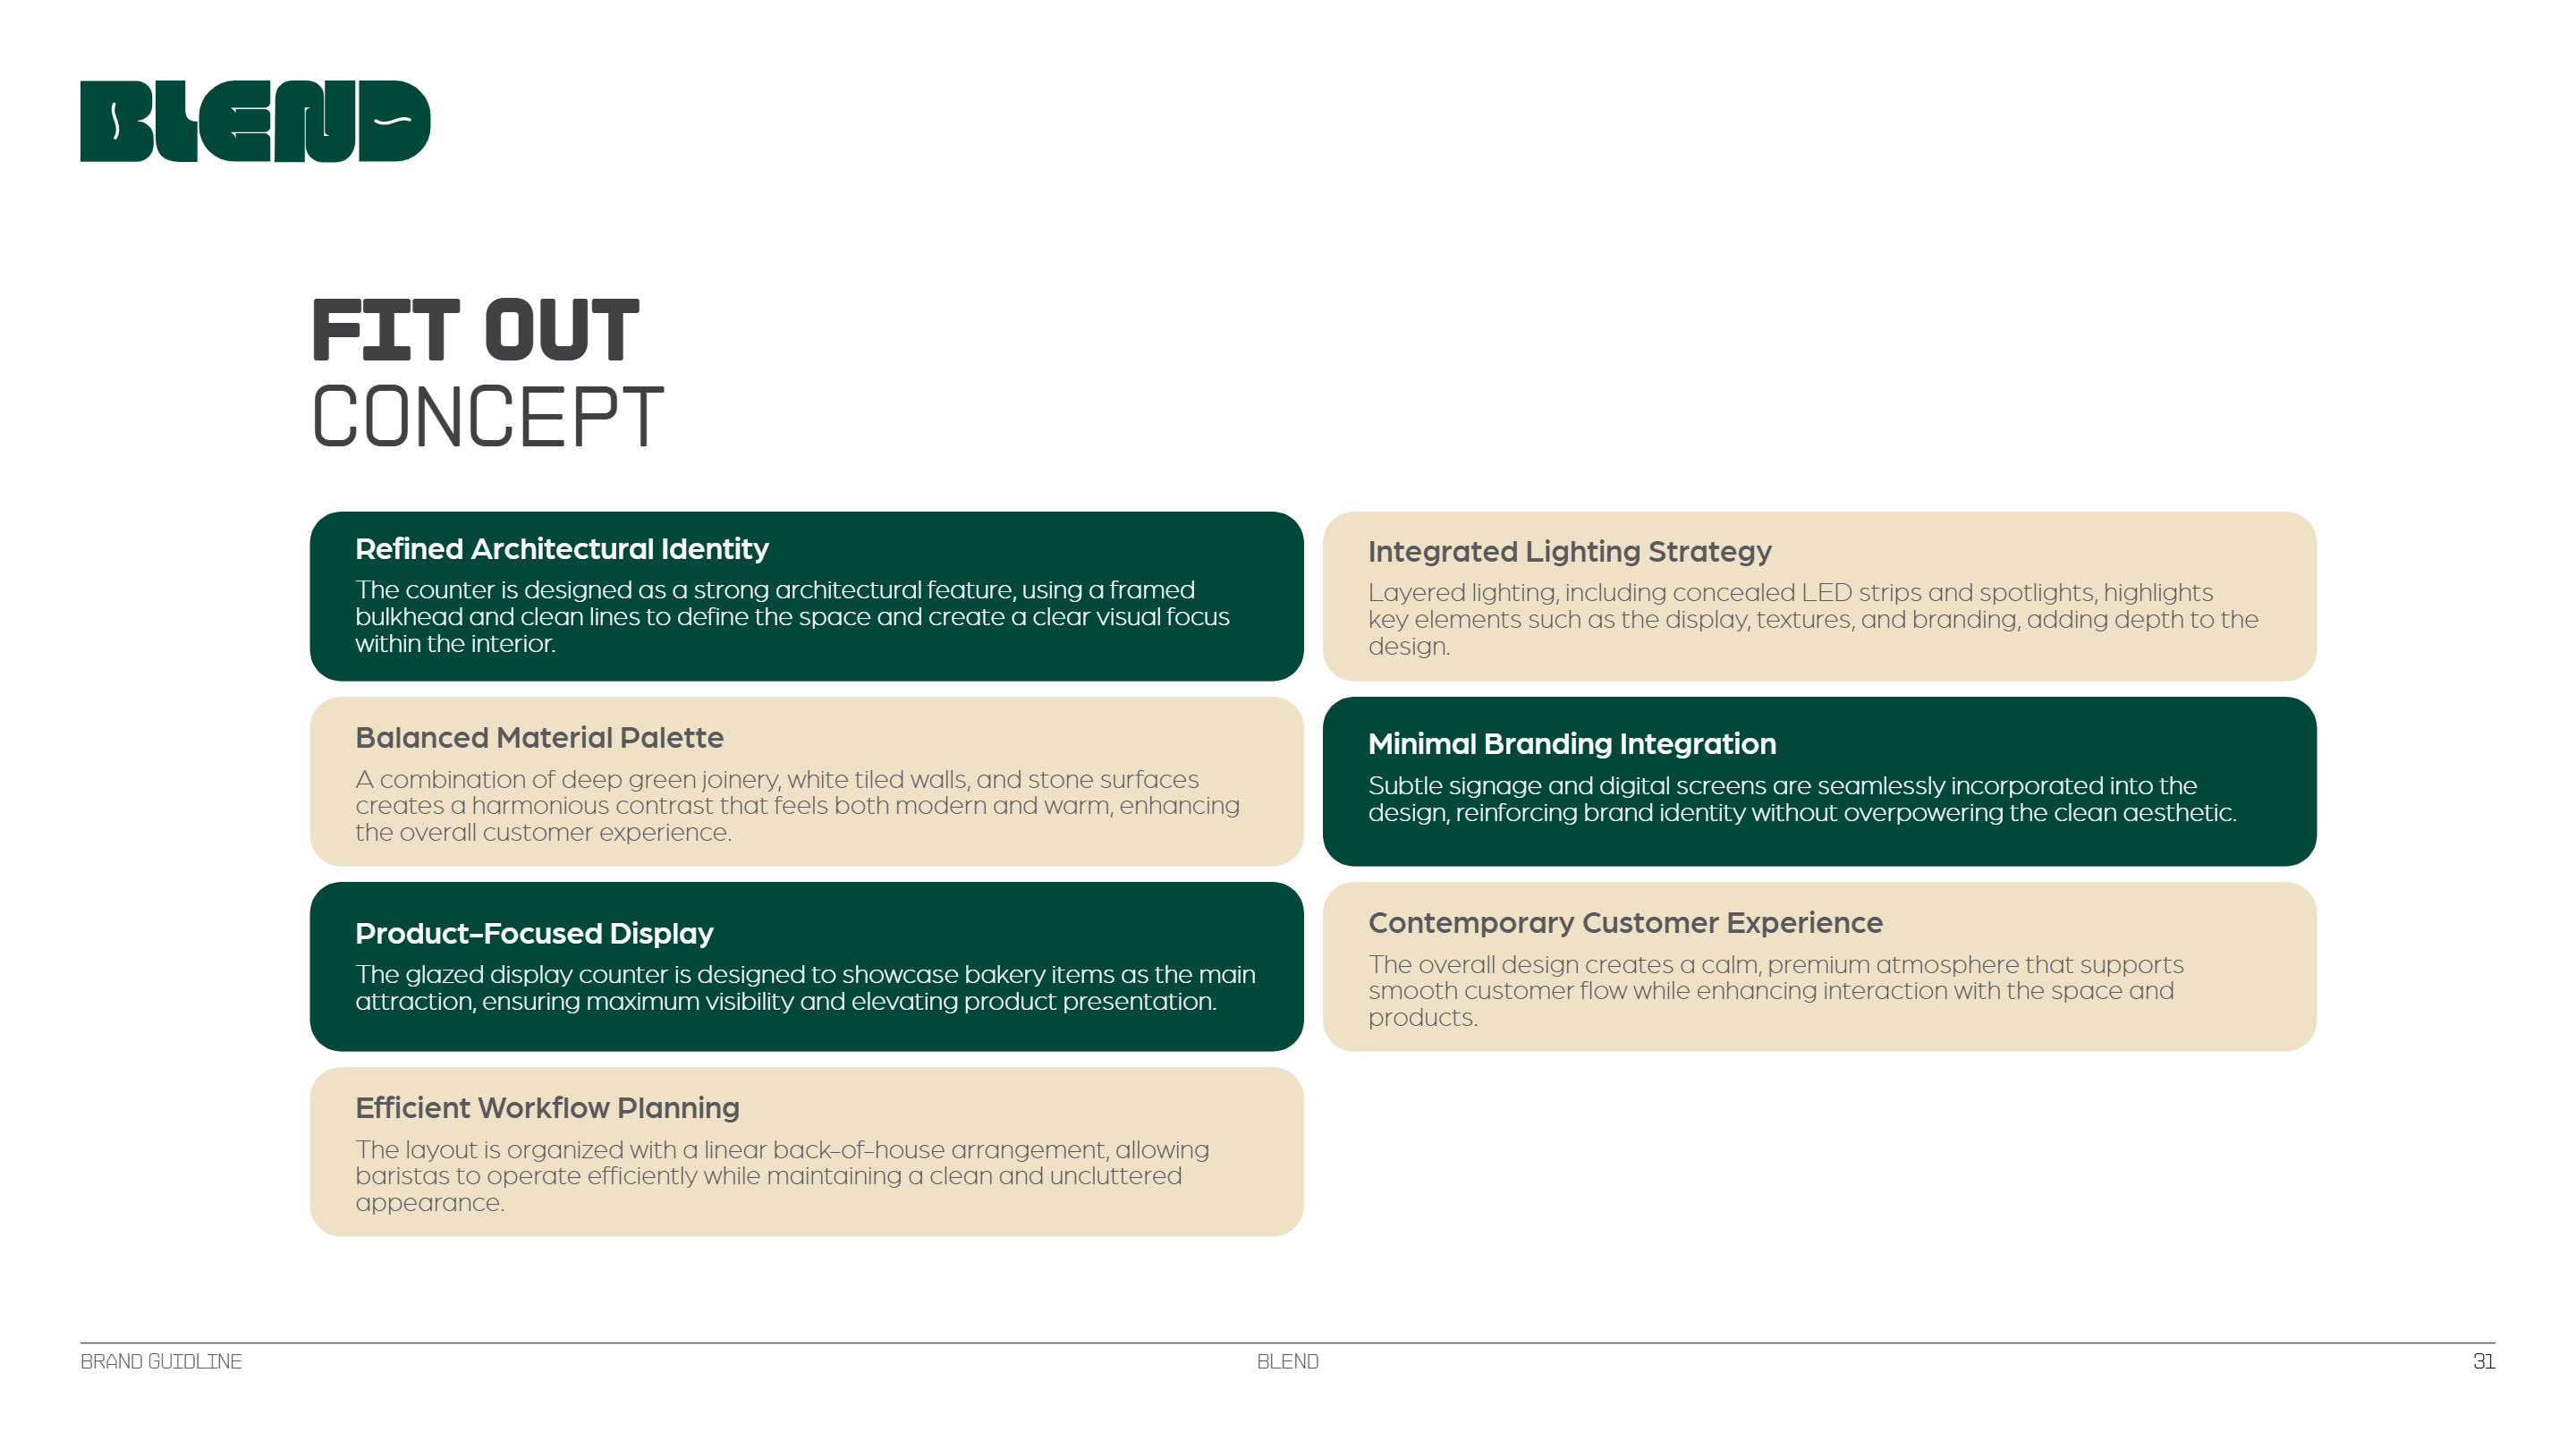 BLEND
FIT OUT
CONCEPT
Refined Architectural Identity
The counter is designed as a strong architectural feature, using a framed
bulkhead and clean lines to define the space and create a clear visual focus
within the interior.
Balanced Material Palette
A combination of deep green joinery, white tiled walls, and stone surfaces
creates a harmonious contrast that feels both modern and warm, enhancing
the overall customer experience.
Product-Focused Display
The glazed display counter is designed to showcase bakery items as the main
attraction, ensuring maximum visibility and elevating product presentation.
Efficient Workflow Planning
The layout is organized with a linear back-of-house arrangement, allowing
baristas to operate efficiently while maintaining a clean and uncluttered
appearance.
Integrated Lighting Strategy
Layered lighting, including concealed LED strips and spotlights, highlights
key elements such as the display, textures, and branding, adding depth to the
design.
Minimal Branding Integration
Subtle signage and digital screens are seamlessly incorporated into the
design, reinforcing brand identity without overpowering the clean aesthetic.
Contemporary Customer Experience
The overall design creates a calm, premium atmosphere that supports
smooth customer flow while enhancing interaction with the space and
products.
BRAND GUIDLINE
BLEND
31